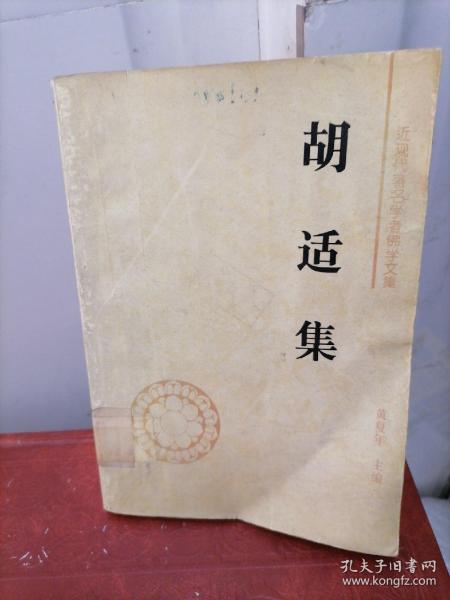 近现代著名学者佛学文集
胡适集
黄夏年 主编
孔夫子旧书网
www.kongfz.com